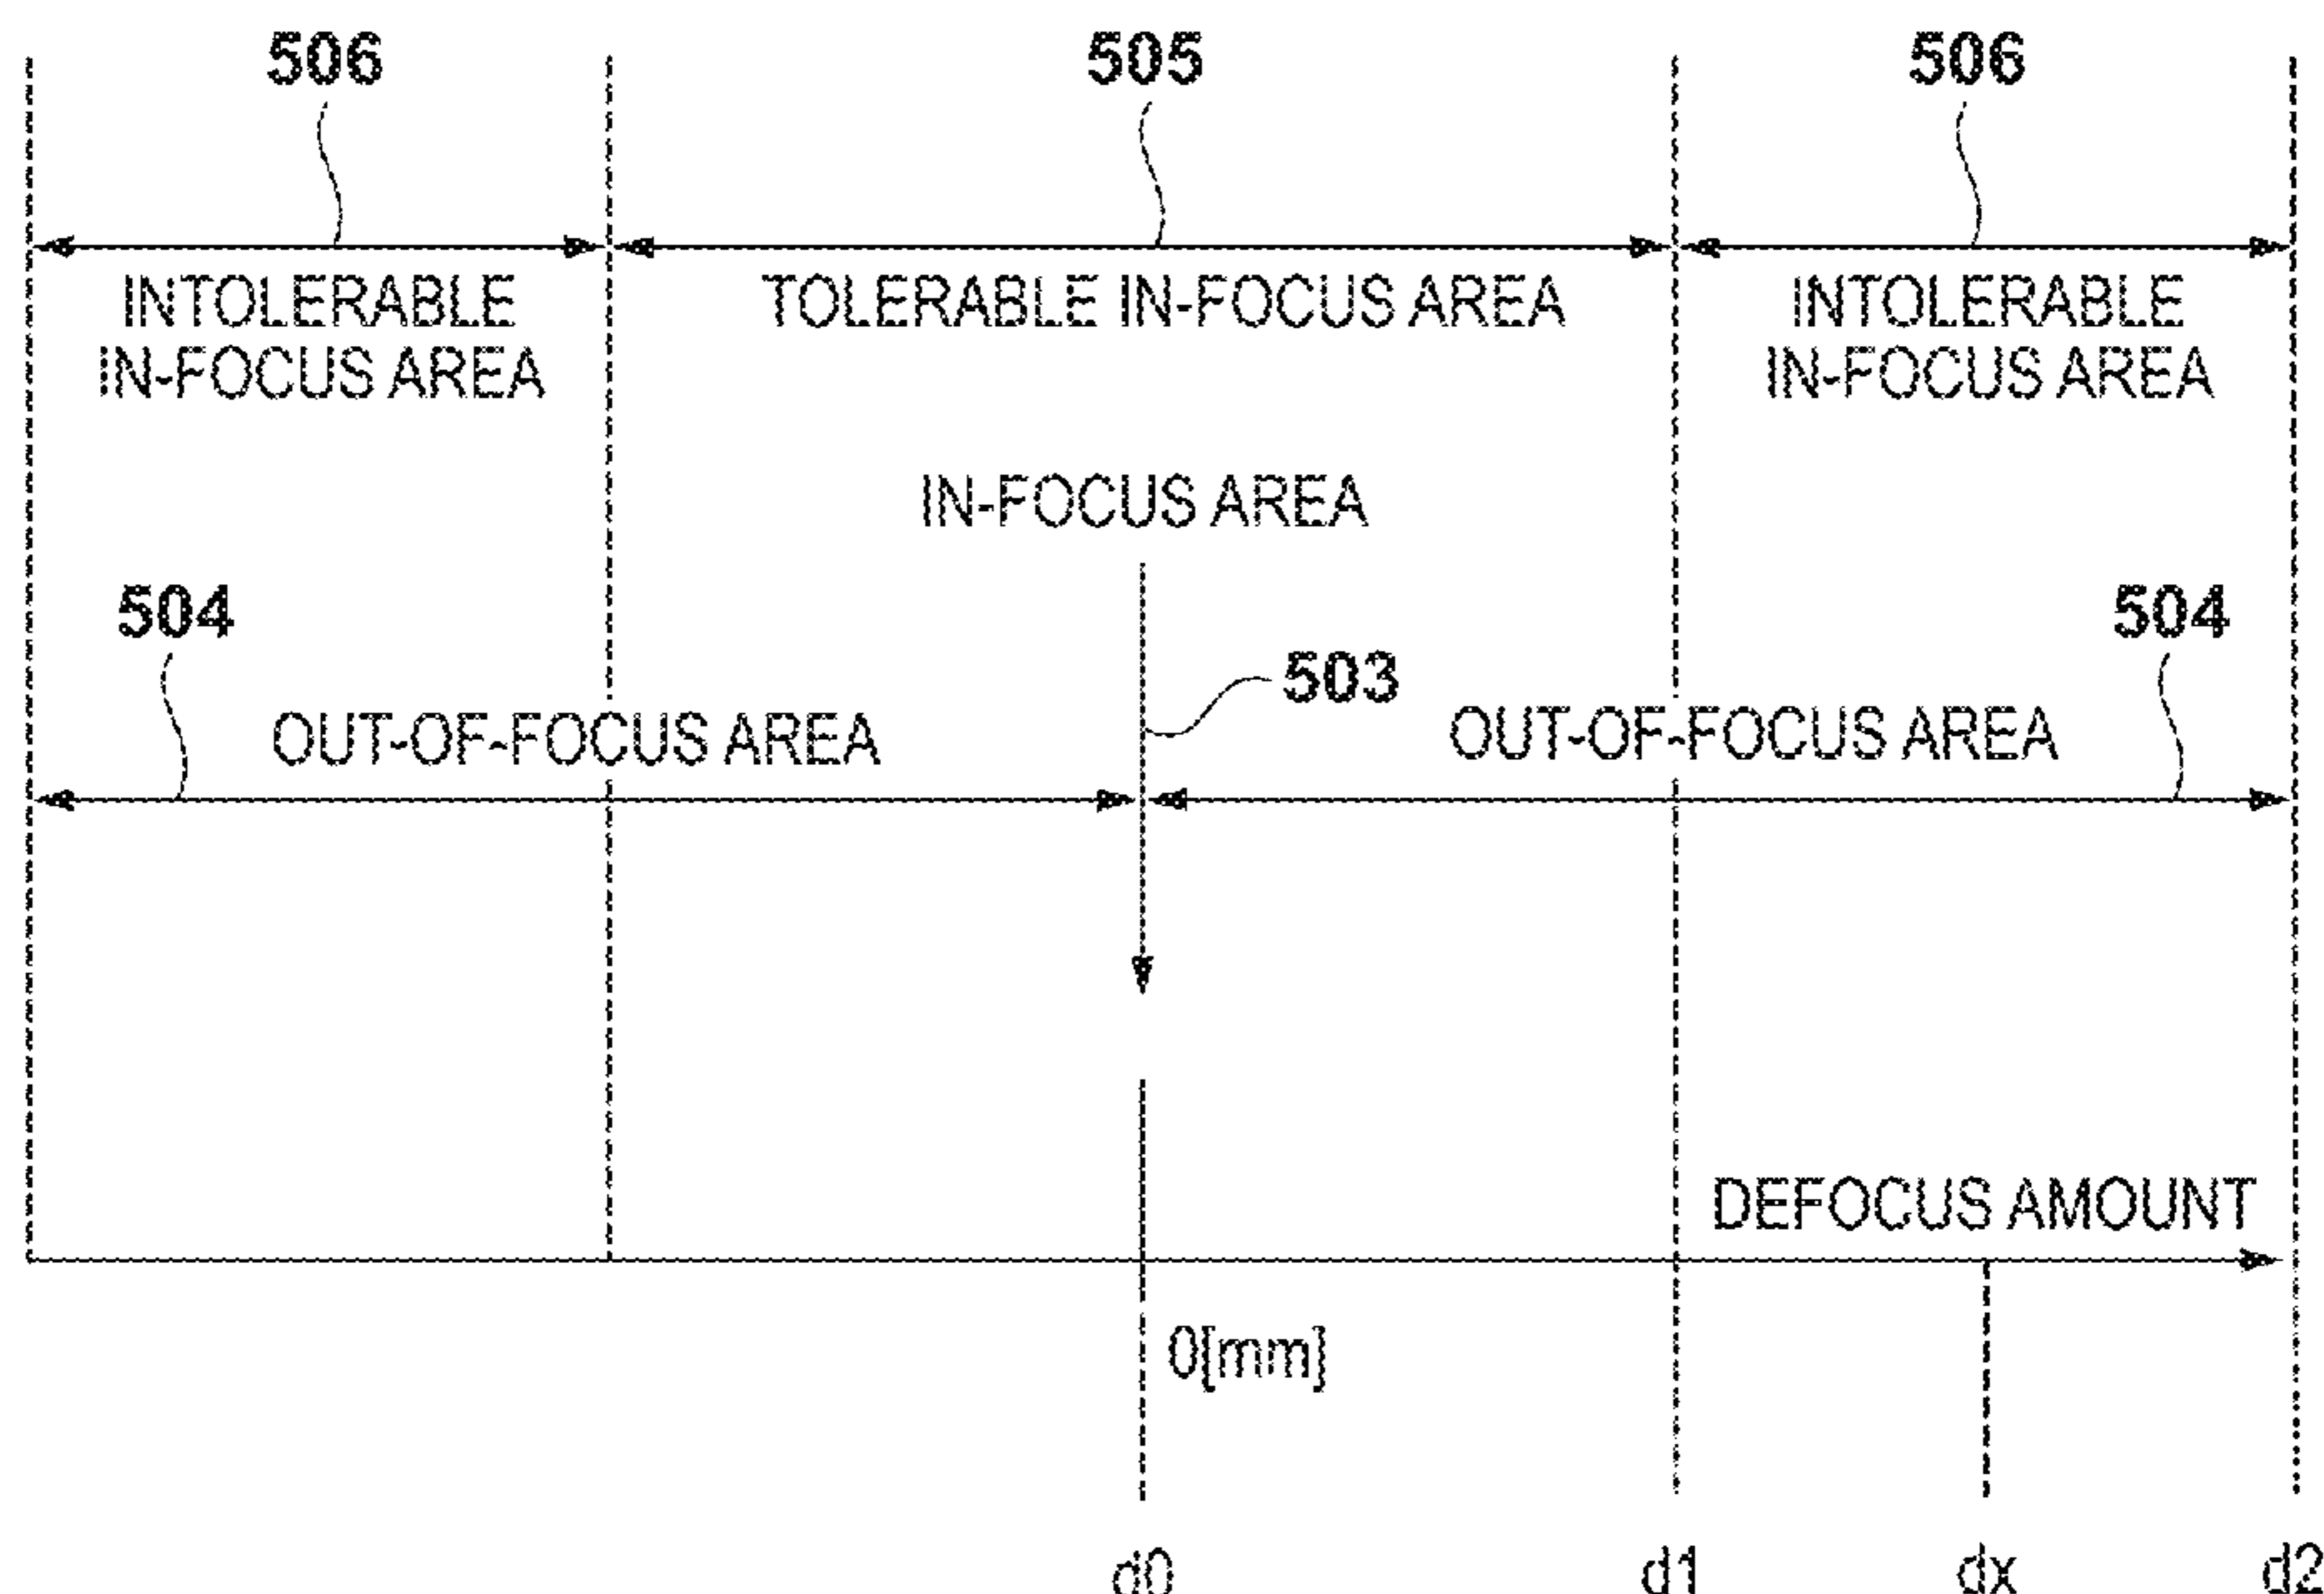 506
505
506
INTOLERABLE
IN-FOCUS AREA
TOLERABLE IN-FOCUS AREA
INTOLERABLE
IN-FOCUS AREA
IN-FOCUS AREA
504
504
503
OUT-OF-FOCUS AREA
OUT-OF-FOCUS AREA
DEFOCUS AMOUNT
0[mm]
d0
d1
dx
d2